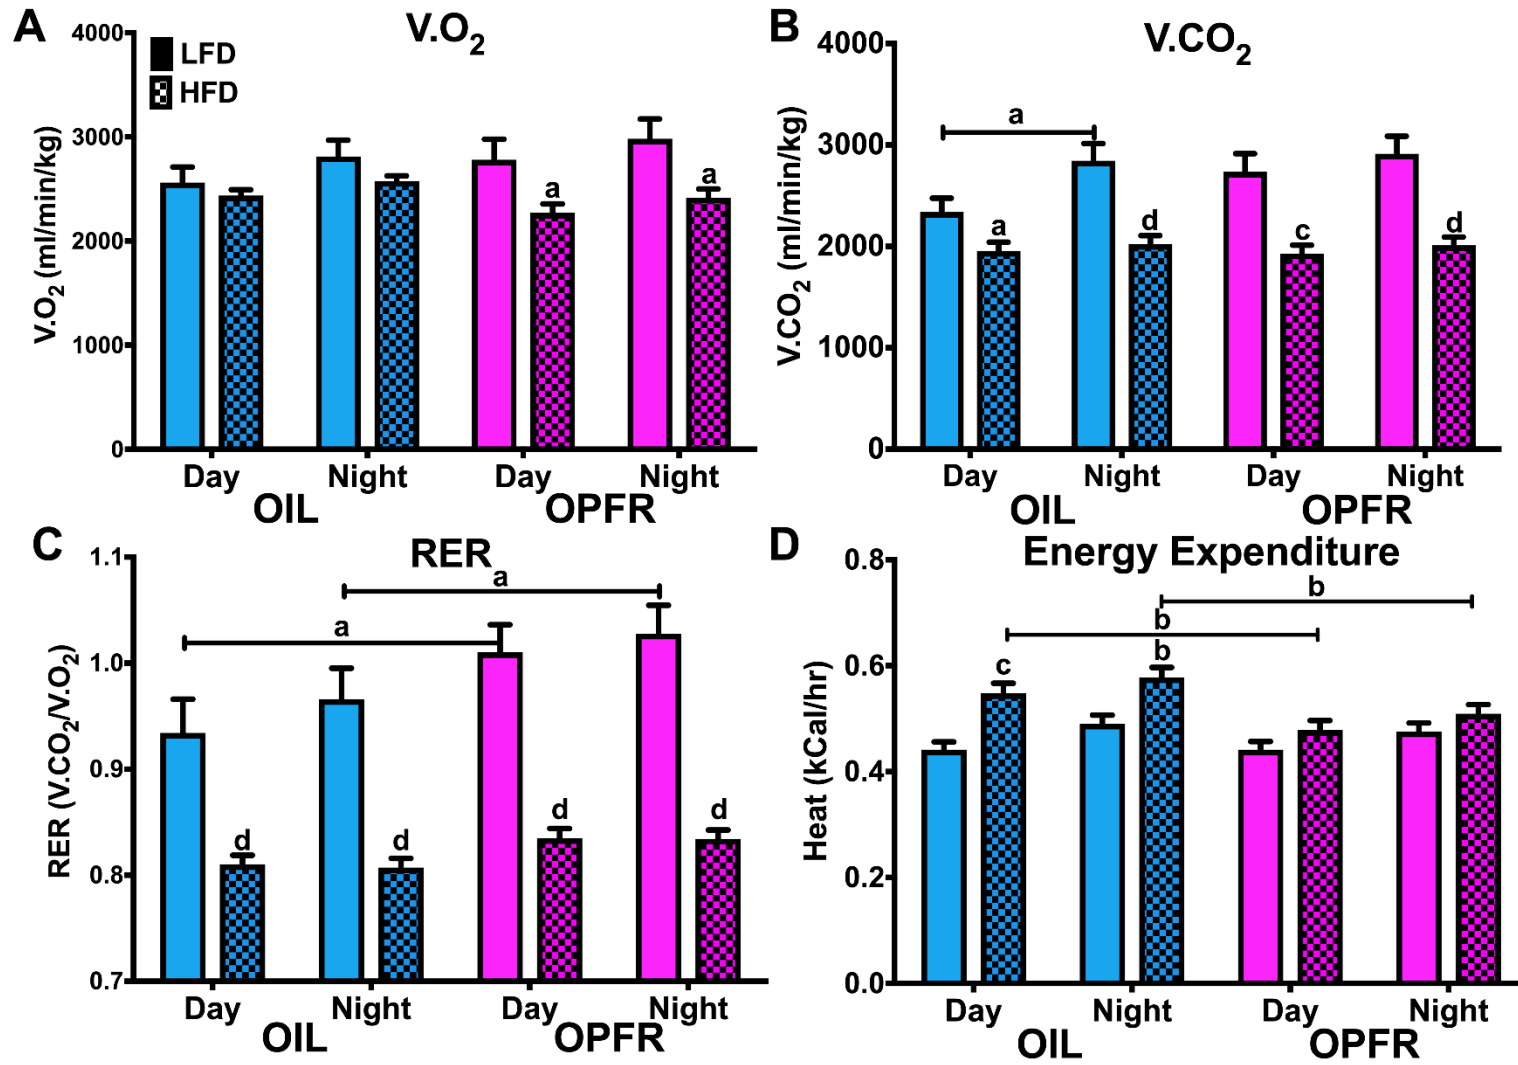 A
V.O2
4000
LFD
HFD
3000
2000
1000
0
V.O2 (ml/min/kg)
a
a
Day Night Day Night
OIL OPFR
B
V.CO2
4000
3000
2000
1000
0
V.CO2 (ml/min/kg)
a
a
d
c
d
Day Night Day Night
OIL OPFR
C
RER
1.1
1.0
0.9
0.8
0.7
RER (V.CO2/V.O2)
a
a
d
d
d
d
Day Night Day Night
OIL OPFR
D
Energy Expenditure
0.8
0.6
0.4
0.2
0.0
Heat (kCal/hr)
b
b
c
b
Day Night Day Night
OIL OPFR